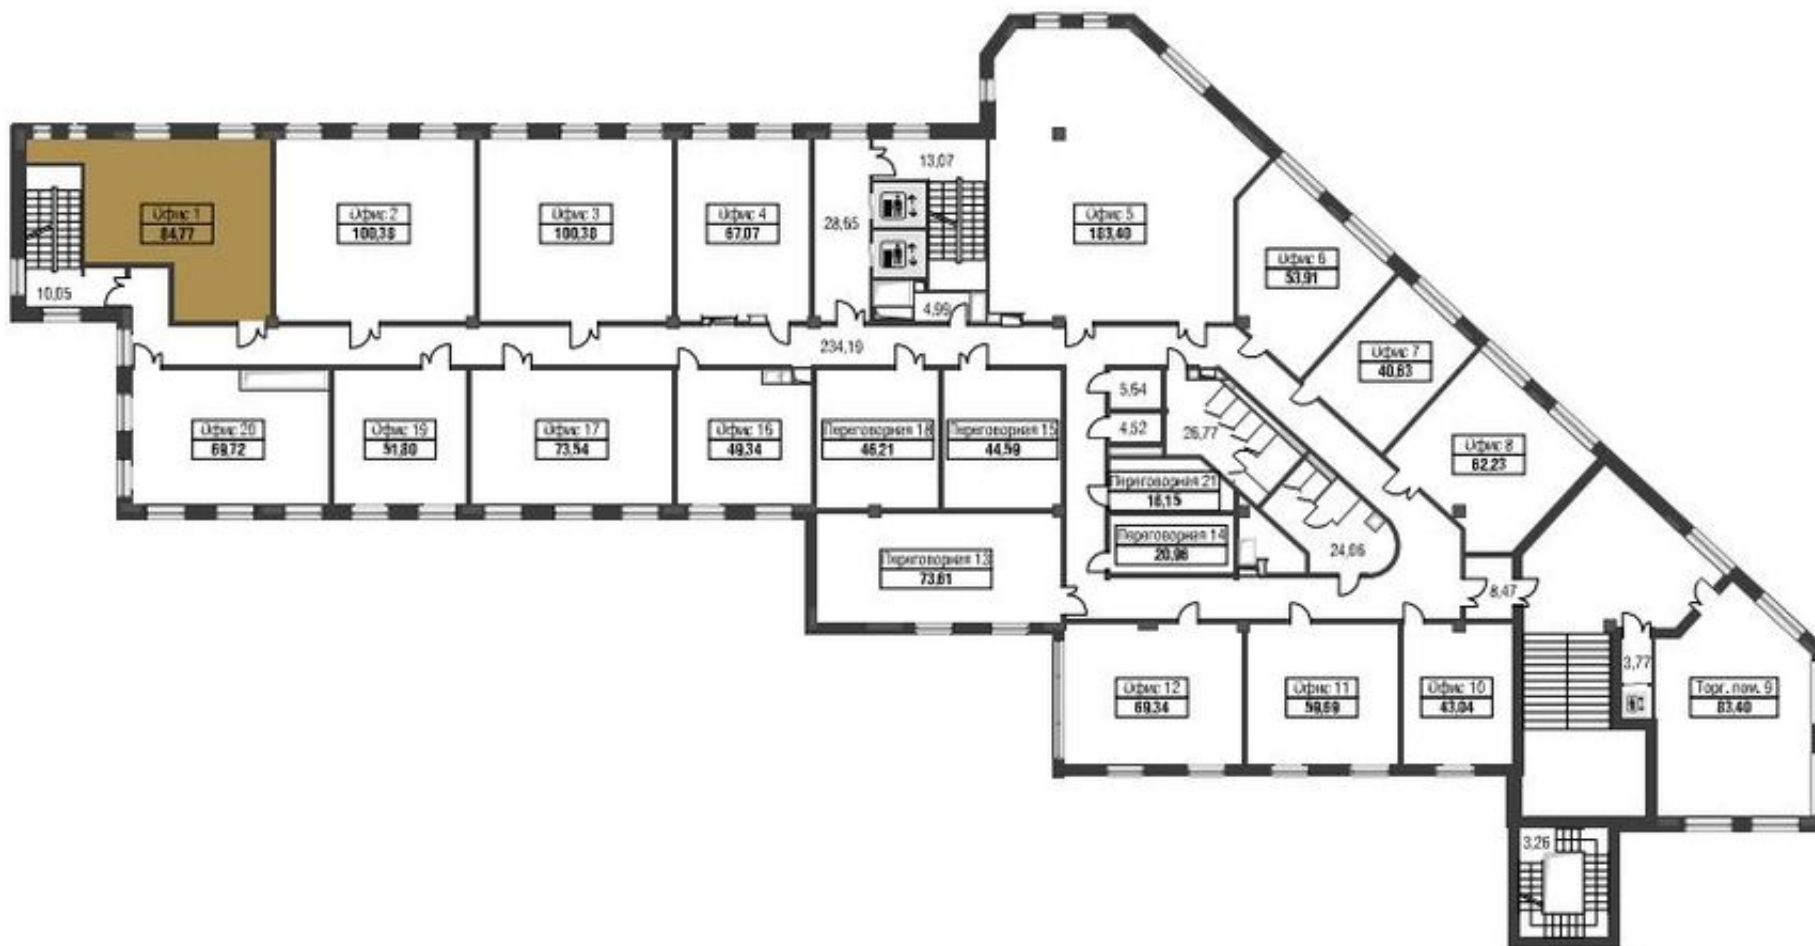 Офис 1
84,77
Офис 2
100,38
Офис 3
100,38
Офис 4
67,07
28,65
13,07
4,99
Офис 5
183,40
Офис 6
53,91
Офис 7
40,63
Офис 8
62,23
10,05
234,19
Офис 20
69,72
Офис 19
51,80
Офис 17
73,54
Офис 16
49,34
Переговорная 18
46,21
Переговорная 15
44,59
5,64
4,52
26,77
Переговорная 21
16,15
Переговорная 14
20,96
24,06
Переговорная 13
73,61
8,47
Офис 12
69,34
Офис 11
59,69
Офис 10
43,04
3,77
Торг. пом. 9
83,40
3,26